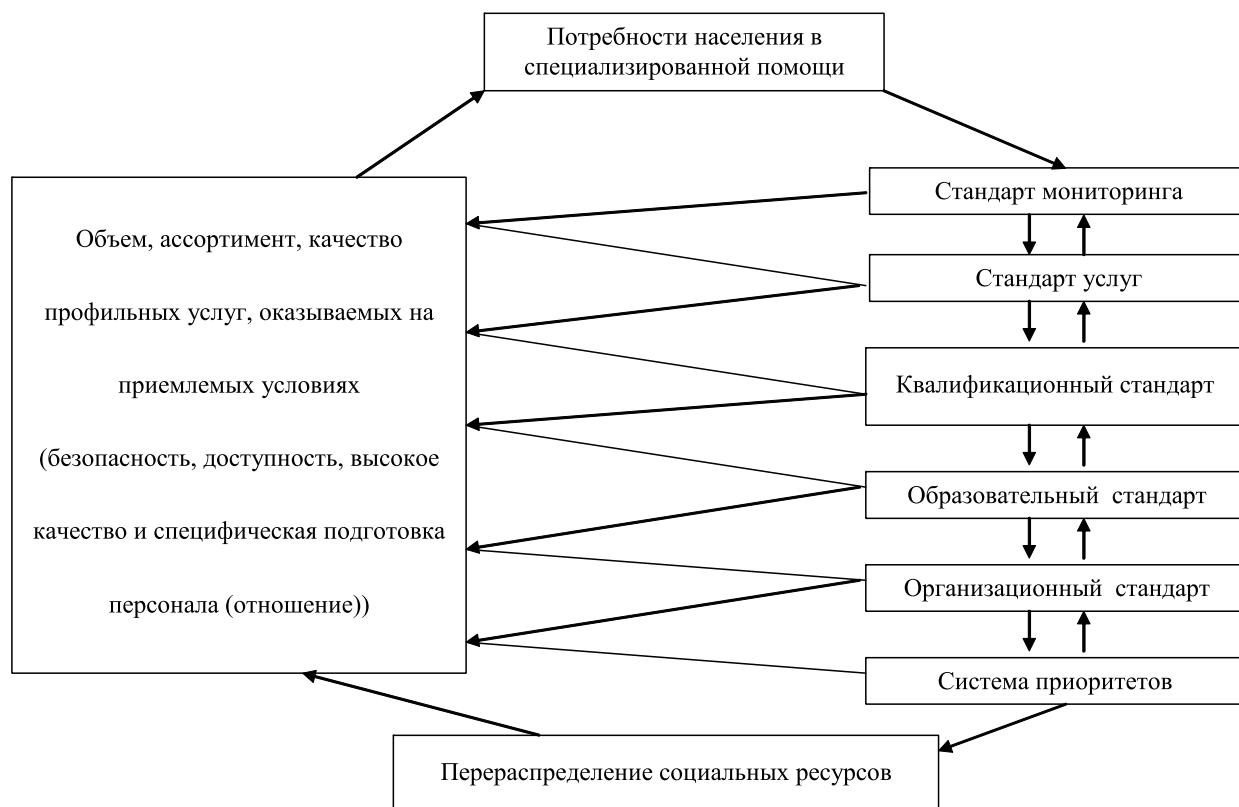 Потребности населения в
специализированной помощи
Стандарт мониторинга
Объем, ассортимент, качество
профильных услуг, оказываемых на
приемлемых условиях
(безопасность, доступность, высокое
качество и специфическая подготовка
персонала (отношение))
Стандарт услуг
Квалификационный стандарт
Образовательный стандарт
Организационный стандарт
Система приоритетов
Перераспределение социальных ресурсов